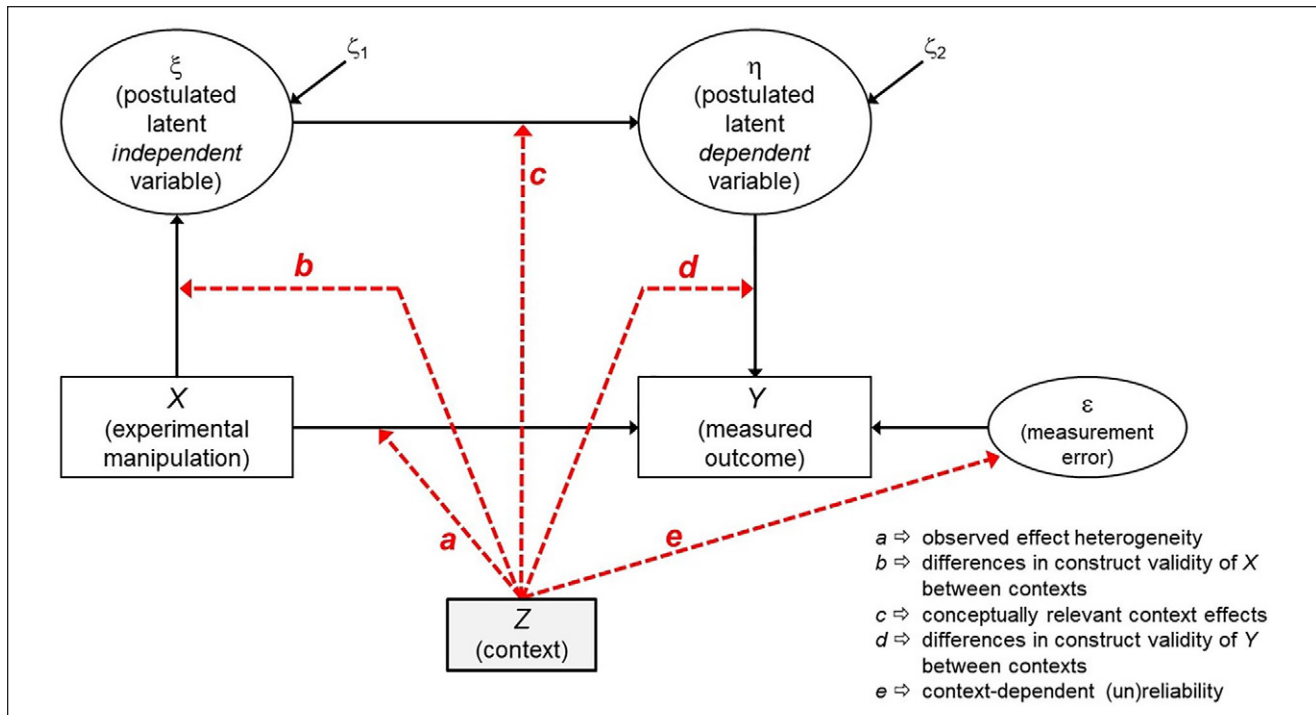 ξ
(postulated
latent
independent
variable)
ζ1
η
(postulated
latent
dependent
variable)
ζ2
c
b
d
X
(experimental
manipulation)
Y
(measured
outcome)
ε
(measurement
error)
a
e
Z
(context)
a ⇨ observed effect heterogeneity
b ⇨ differences in construct validity of X
between contexts
c ⇨ conceptually relevant context effects
d ⇨ differences in construct validity of Y
between contexts
e ⇨ context-dependent (un)reliability